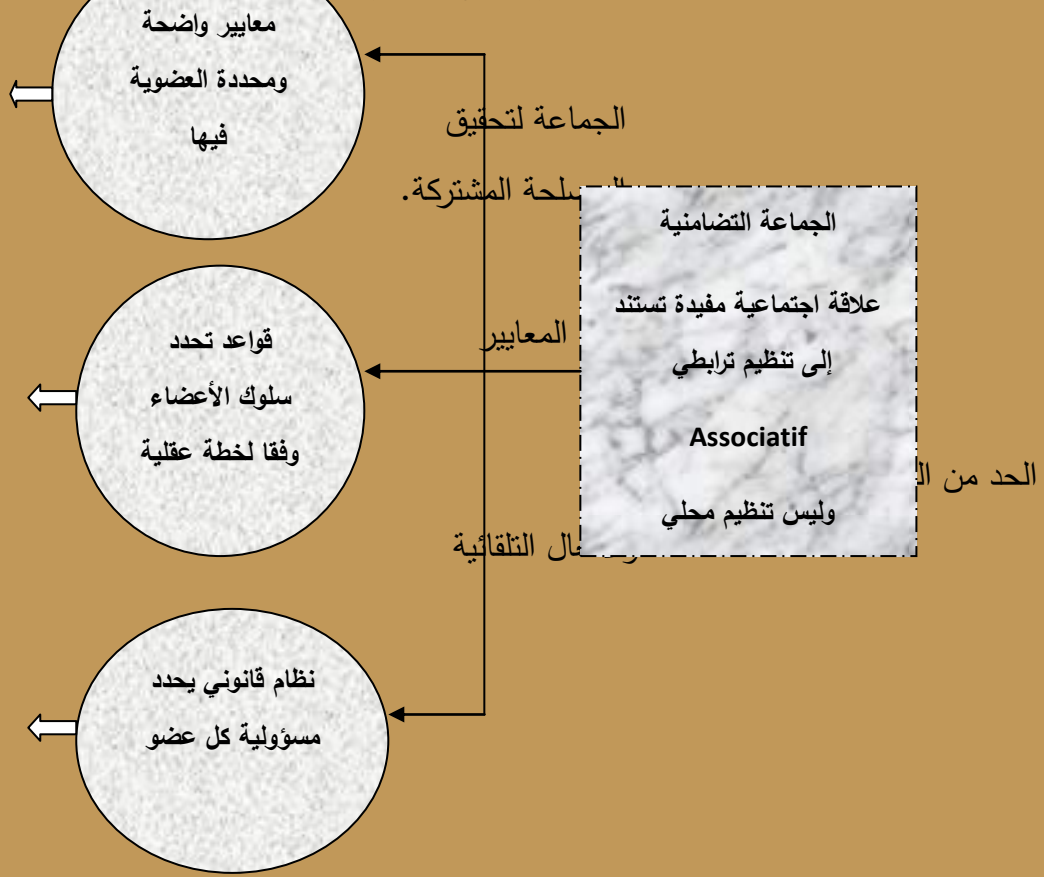 معايير واضحة
ومحددة العضوية
فيها
الجماعة لتحقيق
المشتركة.
الجماعة التضامنية
علاقة اجتماعية مفيدة تستند
إلى تنظيم ترابطي
Associatif
وليس تنظيم محلي
المعايير
قواعد تحدد
سلوك الأعضاء
وفقا لخطة عقلية
الحد من
التلقائية
نظام قانوني يحدد
مسؤولية كل عضو